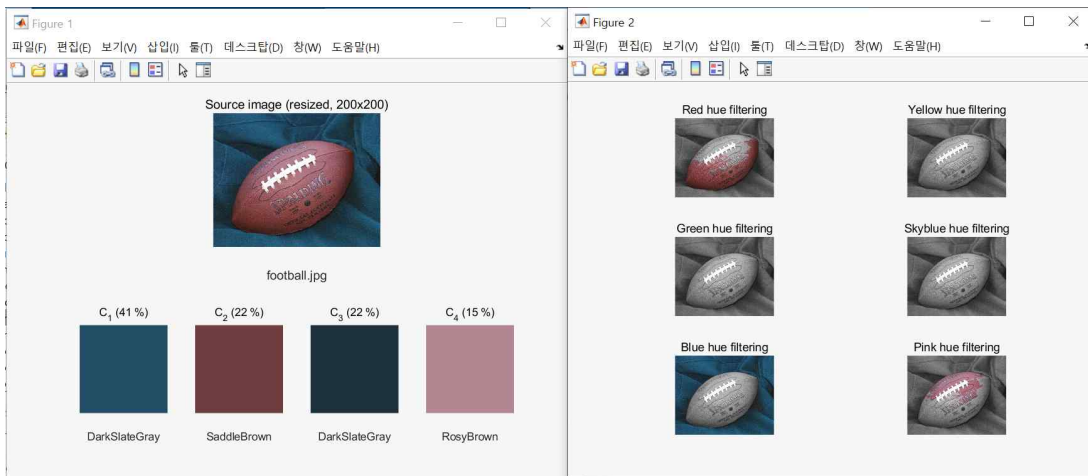 Figure 1
파일(F) 편집(E) 보기(V) 삽입(I) 툴(T) 데스크탑(D) 창(W) 도움말(H)
Source image (resized, 200x200)
SPALDING
football.jpg
C1 (41 %) C2 (22 %) C3 (22 %) C4 (15 %)
DarkSlateGray SaddleBrown DarkSlateGray RosyBrown
Figure 2
파일(F) 편집(E) 보기(V) 삽입(I) 툴(T) 데스크탑(D) 창(W) 도움말(H)
Red hue filtering Yellow hue filtering
Green hue filtering Skyblue hue filtering
Blue hue filtering Pink hue filtering